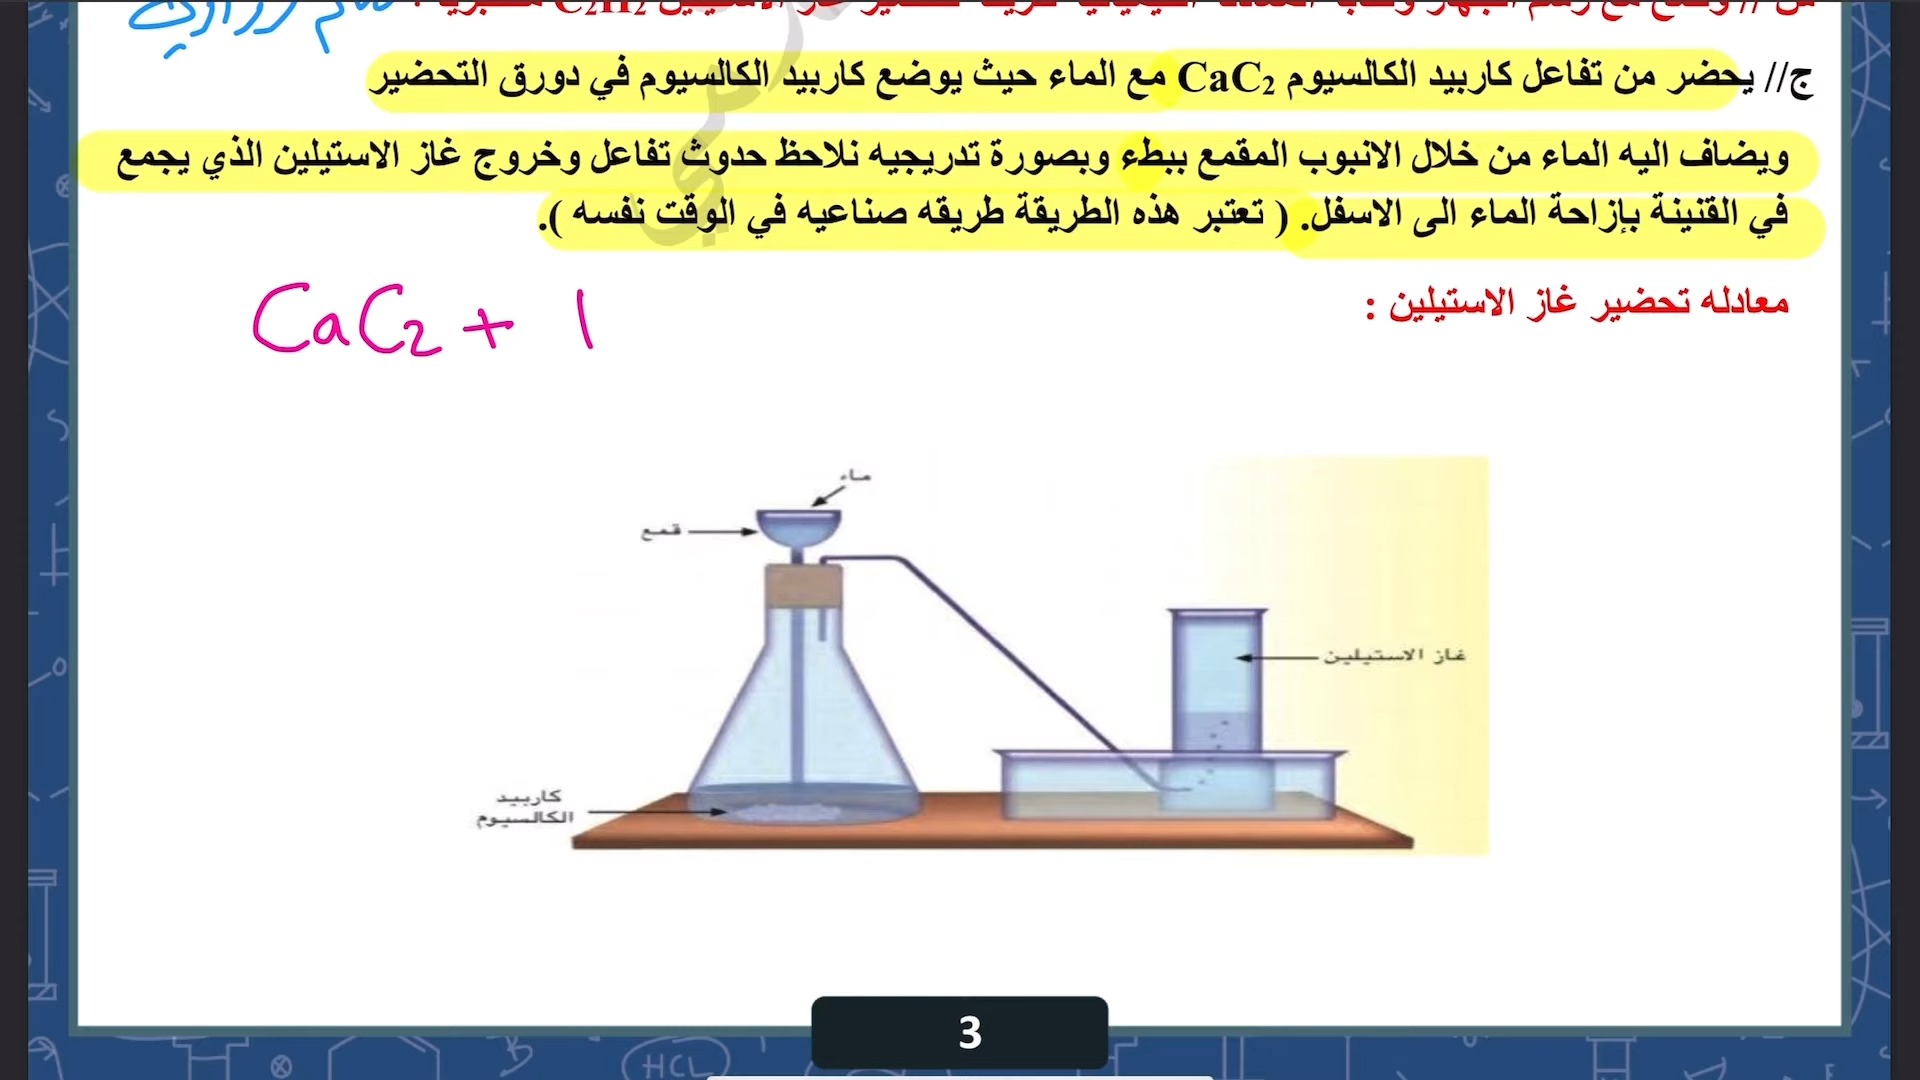 C₂H₂
ج// يحضر من تفاعل كاربيد الكالسيوم CaC₂ مع الماء حيث يوضع كاربيد الكالسيوم في دورق التحضير
ويضاف اليه الماء من خلال الانبوب المقمع ببطء وبصورة تدريجيه نلاحظ حدوث تفاعل وخروج غاز الاستيلين الذي يجمع
في القنينة بإزاحة الماء الى الاسفل. ( تعتبر هذه الطريقة طريقه صناعيه في الوقت نفسه ).
معادله تحضير غاز الاستيلين :
CaC₂ + I
ماء
قمع
غاز الاستيلين
كاربيد
الكالسيوم
3
HCL